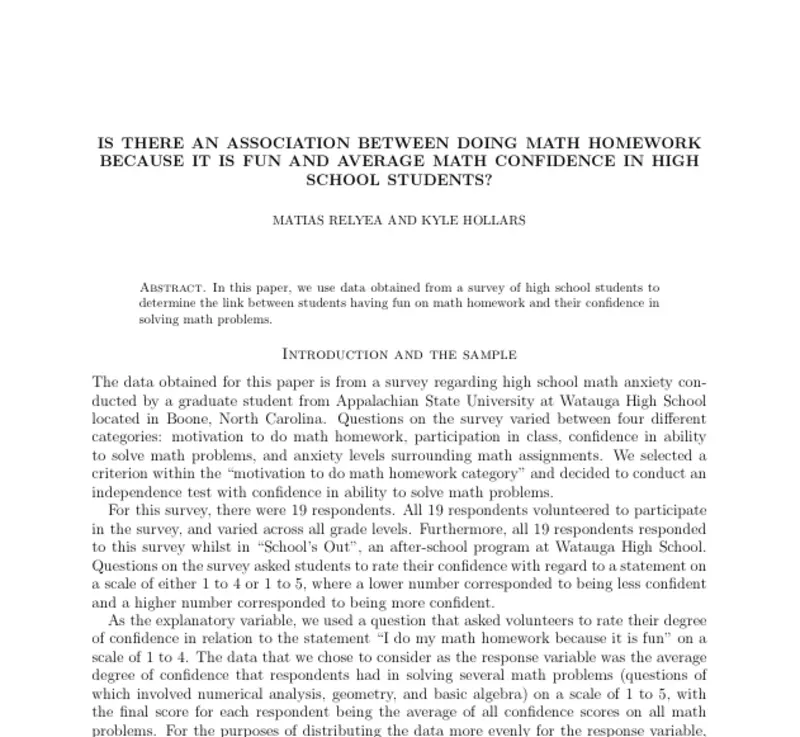 IS THERE AN ASSOCIATION BETWEEN DOING MATH HOMEWORK
BECAUSE IT IS FUN AND AVERAGE MATH CONFIDENCE IN HIGH
SCHOOL STUDENTS?
MATIAS RELYEA AND KYLE HOLLARS
Abstract. In this paper, we use data obtained from a survey of high school students to
determine the link between students having fun on math homework and their confidence in
solving math problems.
Introduction and the sample
The data obtained for this paper is from a survey regarding high school math anxiety con-
ducted by a graduate student from Appalachian State University at Watauga High School
located in Boone, North Carolina. Questions on the survey varied between four different
categories: motivation to do math homework, participation in class, confidence in ability
to solve math problems, and anxiety levels surrounding math assignments. We selected a
criterion within the “motivation to do math homework category” and decided to conduct an
independence test with confidence in ability to solve math problems.
For this survey, there were 19 respondents. All 19 respondents volunteered to participate
in the survey, and varied across all grade levels. Furthermore, all 19 respondents responded
to this survey whilst in “School’s Out”, an after-school program at Watauga High School.
Questions on the survey asked students to rate their confidence with regard to a statement on
a scale of either 1 to 4 or 1 to 5, where a lower number corresponded to being less confident
and a higher number corresponded to being more confident.
As the explanatory variable, we used a question that asked volunteers to rate their degree
of confidence in relation to the statement “I do my math homework because it is fun” on a
scale of 1 to 4. The data that we chose to consider as the response variable was the average
degree of confidence that respondents had in solving several math problems (questions of
which involved numerical analysis, geometry, and basic algebra) on a scale of 1 to 5, with
the final score for each respondent being the average of all confidence scores on all math
problems. For the purposes of distributing the data more evenly for the response variable,